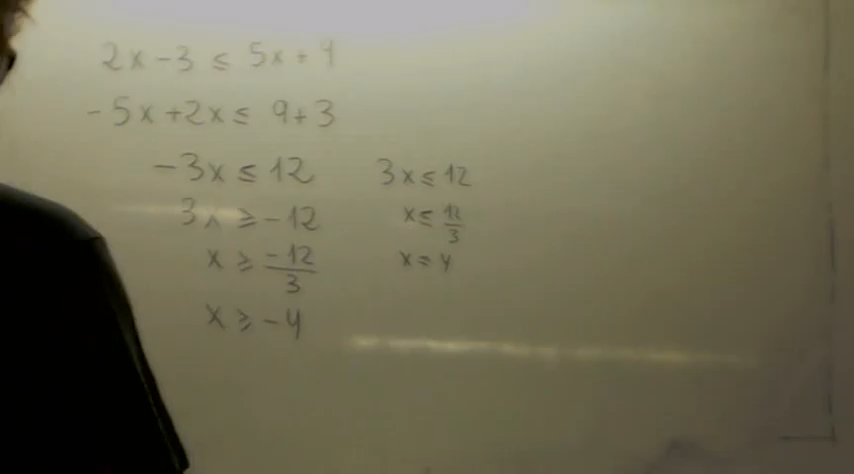 2x - 3 ≤ 5x + 9
- 5x + 2x ≤ 9 + 3
- 3x ≤ 12
3x ≥ - 12
x ≥ -12/3
x ≥ - 4
3x ≤ 12
x ≤ 12/3
x = 4